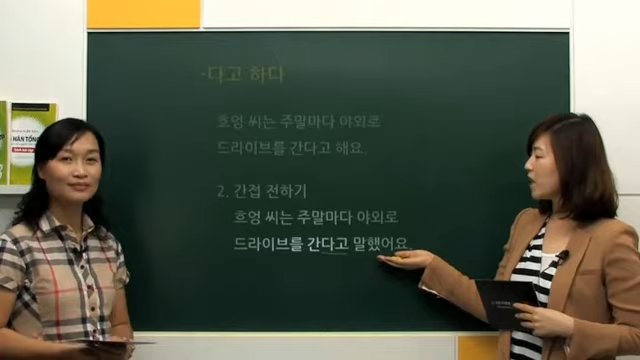 -다고 하다
흐엉 씨는 주말마다 야외로
드라이브를 간다고 해요.
2. 간접 전하기
흐엉 씨는 주말마다 야외로
드라이브를 간다고 말했어요.
HÀN TỔNG